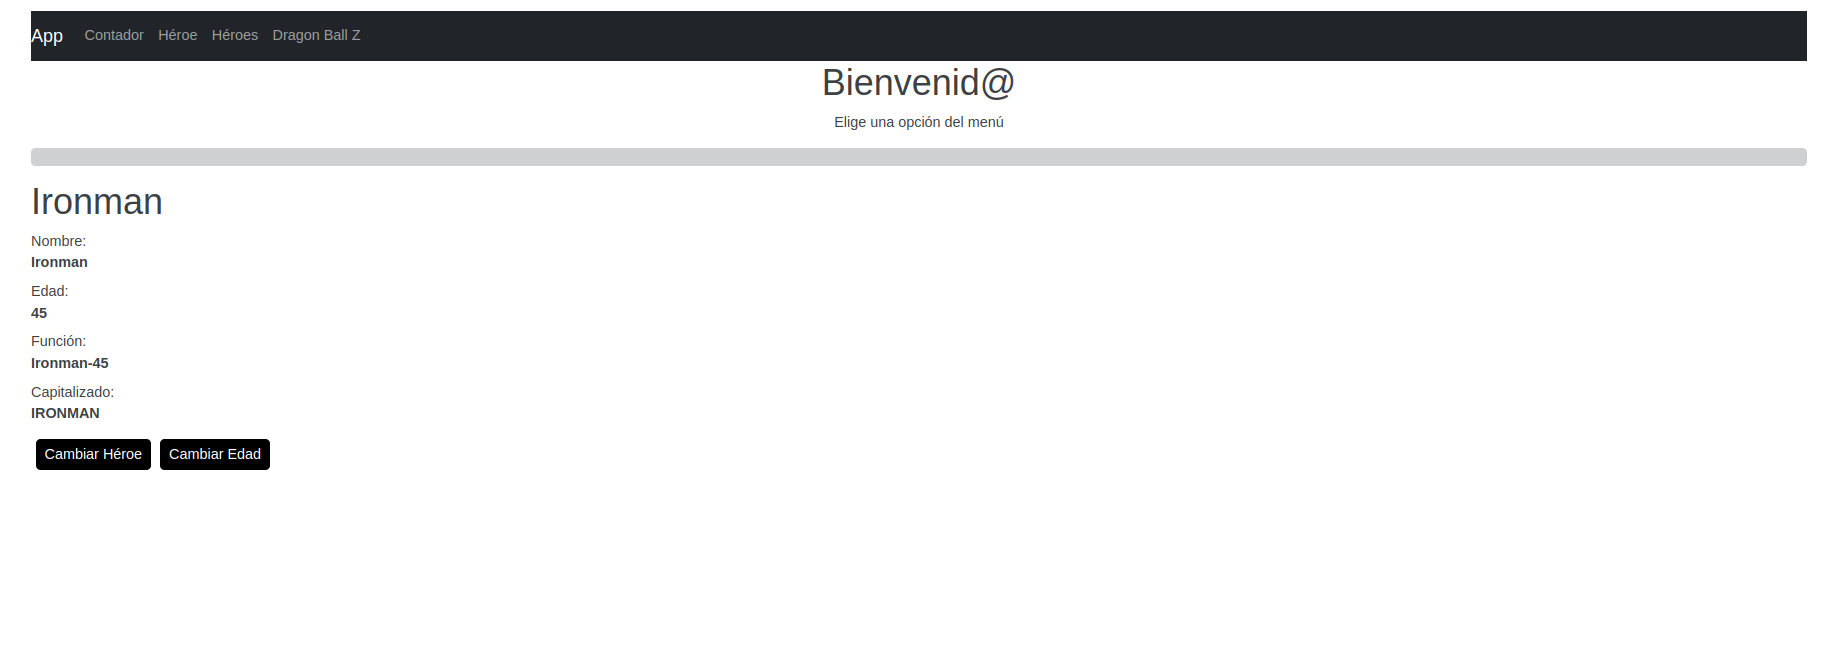 App Contador Héroe Héroes Dragon Ball Z
Bienvenid@
Elige una opción del menú
Ironman
Nombre:
Ironman
Edad:
45
Función:
Ironman-45
Capitalizado:
IRONMAN
Cambiar Héroe Cambiar Edad